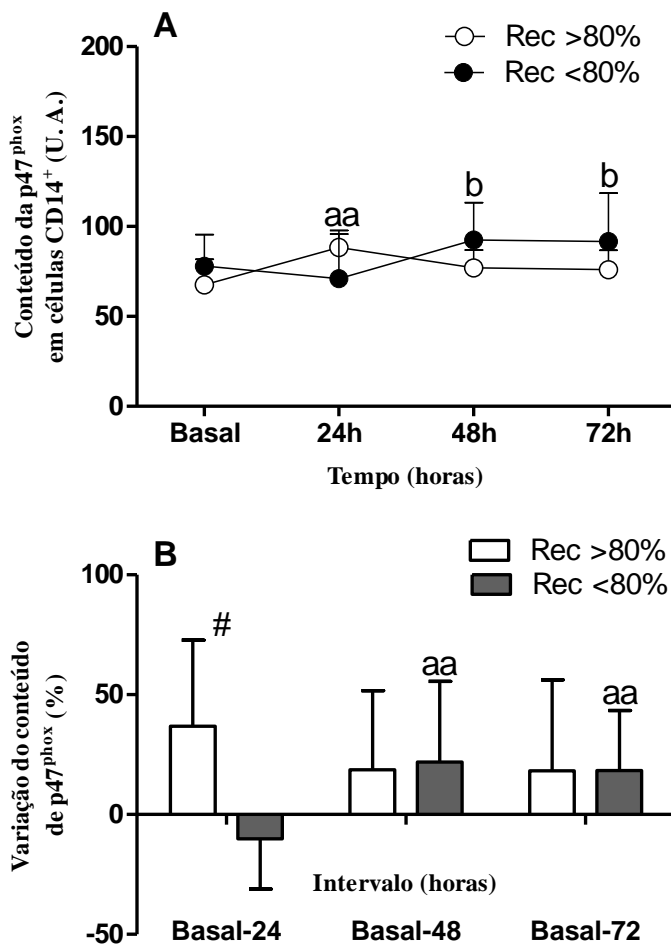 A
Rec >80%
Rec <80%
Conteúdo da p47phox
em células CD14+ (U. A.)
200
150
100
50
0
aa
b
b
Basal
24h
48h
72h
Tempo (horas)
B
Rec >80%
Rec <80%
Variação do conteúdo
de p47phox (%)
100
50
0
-50
#
aa
aa
Intervalo (horas)
Basal-24
Basal-48
Basal-72